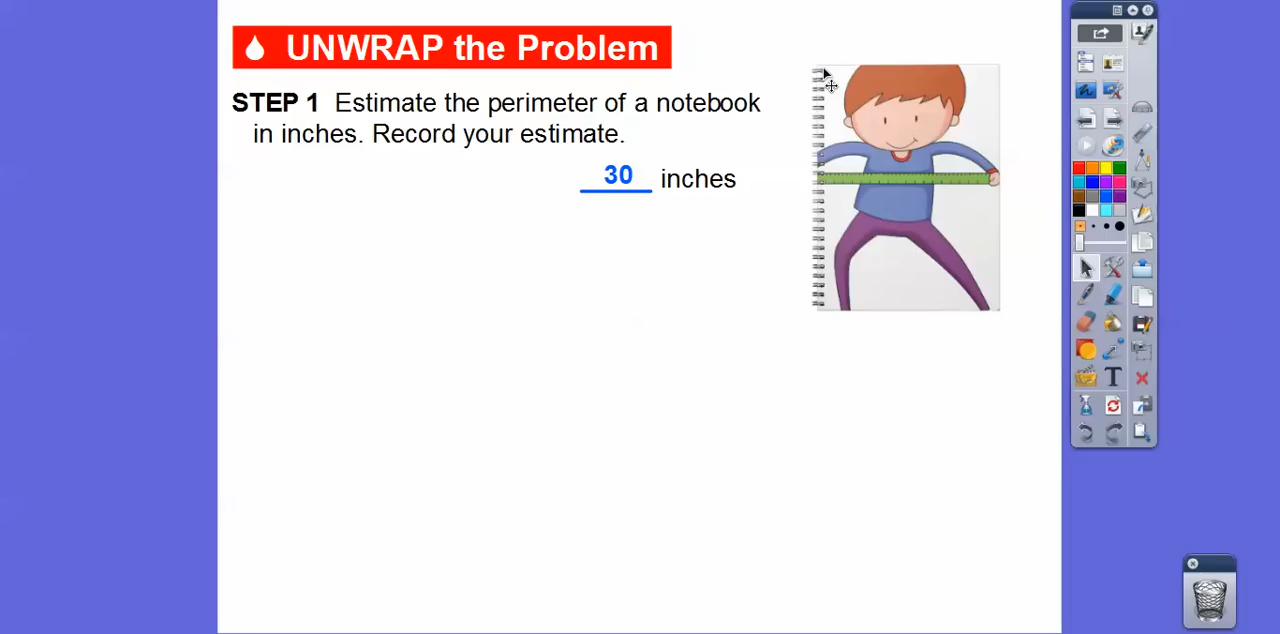 UNWRAP the Problem
STEP 1 Estimate the perimeter of a notebook
in inches. Record your estimate.
30 inches